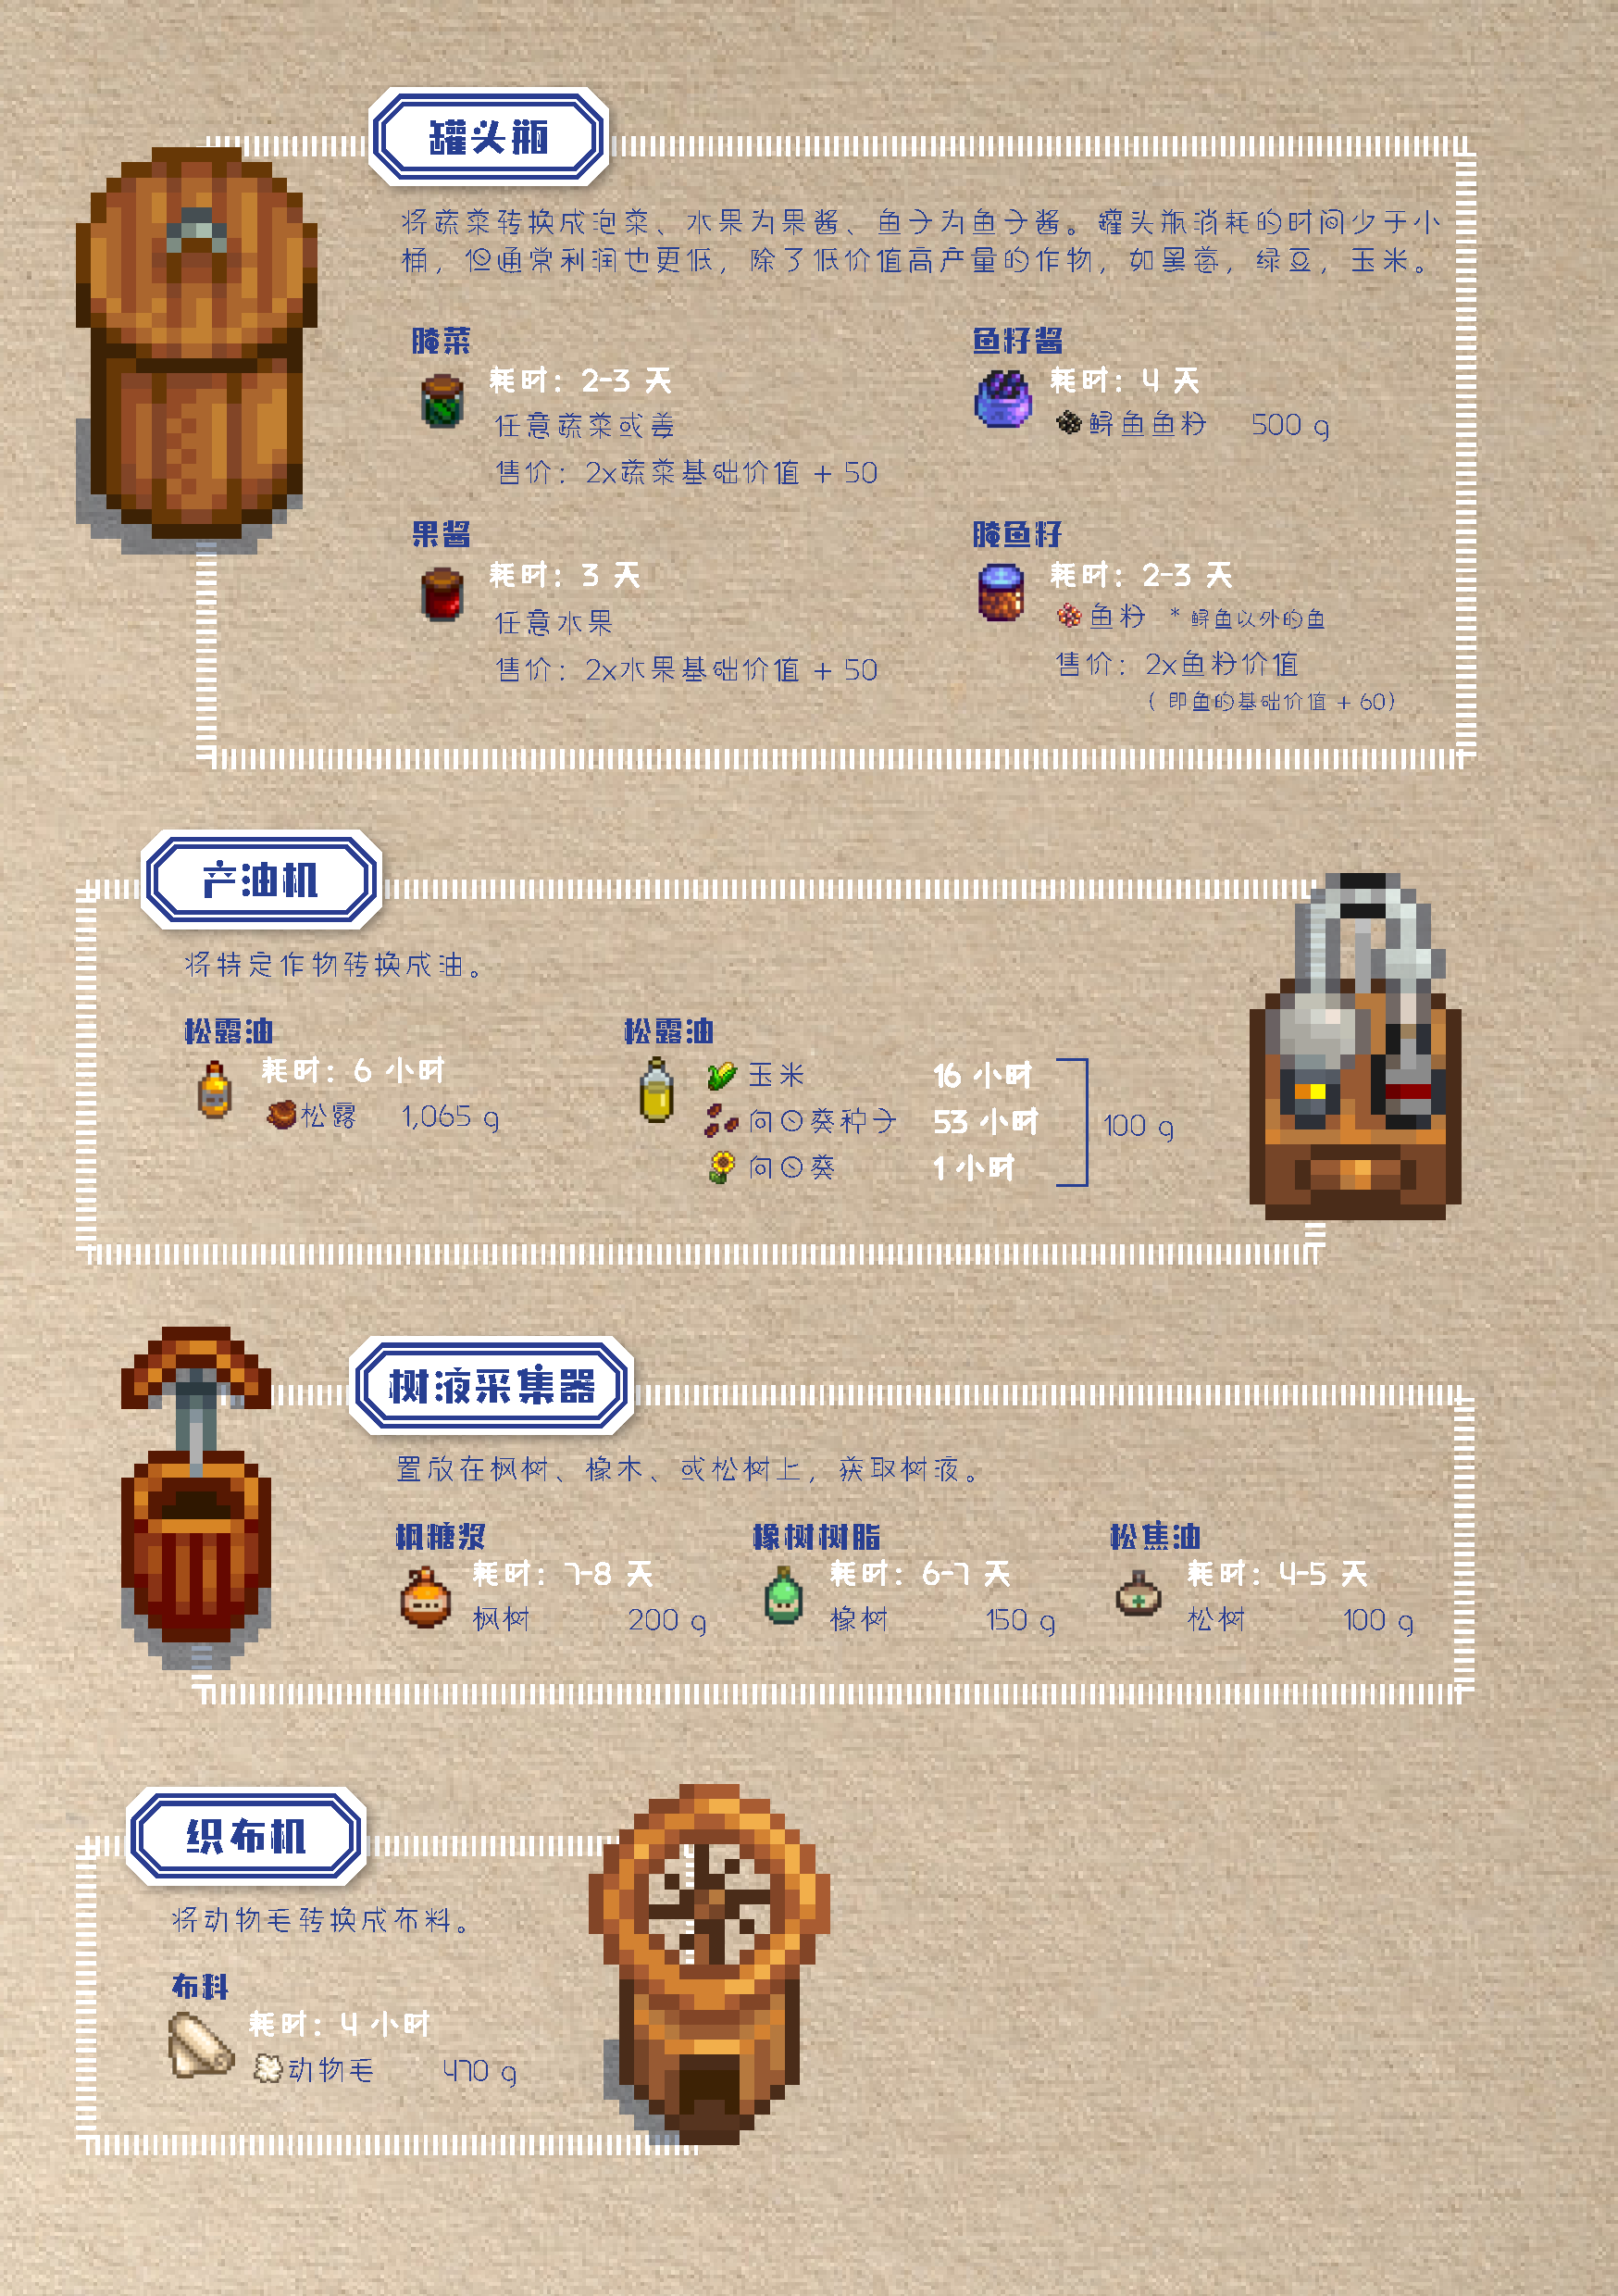 罐头瓶
将蔬菜转换成泡菜、水果为果酱、鱼子为鱼子酱。罐头瓶消耗的时间少于小
桶，但通常利润也更低，除了低价值高产量的作物，如黑莓，绿豆，玉米。
腌菜
耗时：2-3 天
任意蔬菜或姜
售价：2x蔬菜基础价值 + 50
鱼籽酱
耗时：4 天
鲟鱼鱼籽 500 g
果酱
耗时：3 天
任意水果
售价：2x水果基础价值 + 50
腌鱼籽
耗时：2-3 天
鱼籽 * 鲟鱼以外的鱼
售价：2x鱼籽价值
（ 即鱼的基础价值 + 60）
产油机
将特定作物转换成油。
松露油
耗时：6 小时
松露 1,065 g
松露油
玉米 16 小时
向日葵种子 53 小时
向日葵 1 小时
100 g
树液采集器
置放在枫树、橡木、或松树上，获取树液。
枫糖浆
耗时：7-8 天
枫树 200 g
橡树树脂
耗时：6-7 天
橡树 150 g
松焦油
耗时：4-5 天
松树 100 g
织布机
将动物毛转换成布料。
布料
耗时：4 小时
动物毛 470 g